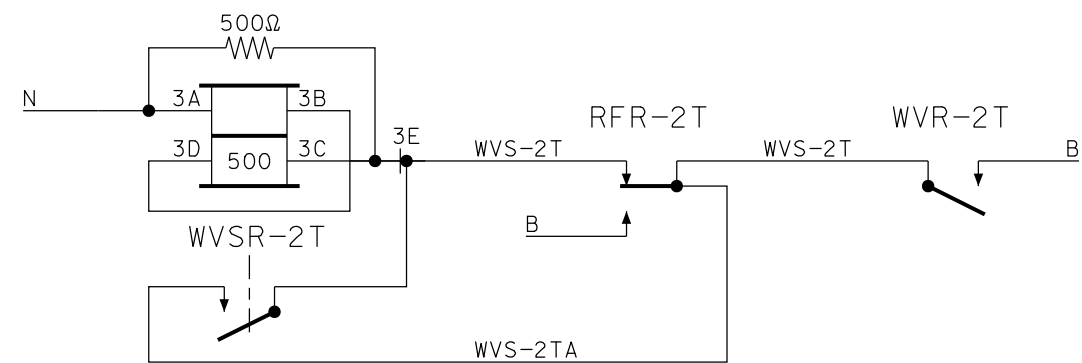 500Ω
N
3A
3B
RFR-2T
WVR-2T
3D
500
3C
3E
WVS-2T
WVS-2T
B
B
WVSR-2T
WVS-2TA